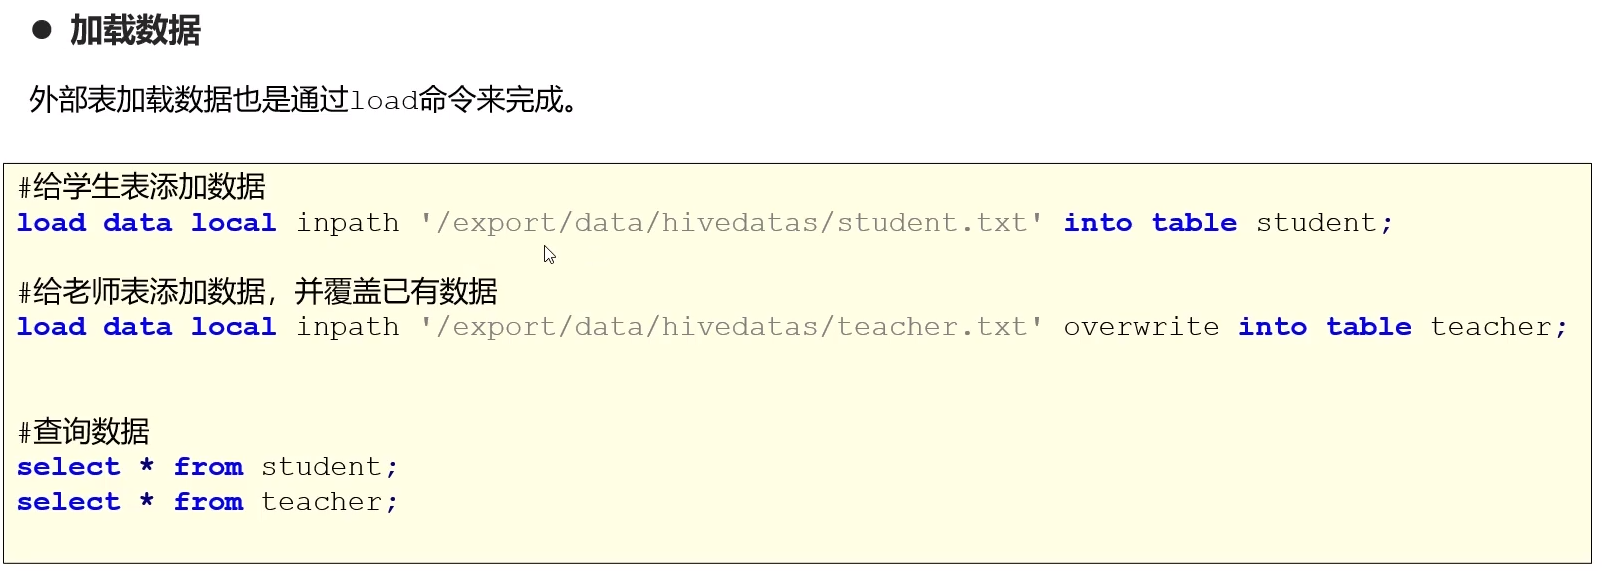 ● 加载数据
外部表加载数据也是通过load命令来完成。
#给学生表添加数据
load data local inpath '/export/data/hivedatas/student.txt' into table student;
#给老师表添加数据，并覆盖已有数据
load data local inpath '/export/data/hivedatas/teacher.txt' overwrite into table teacher;
#查询数据
select * from student;
select * from teacher;